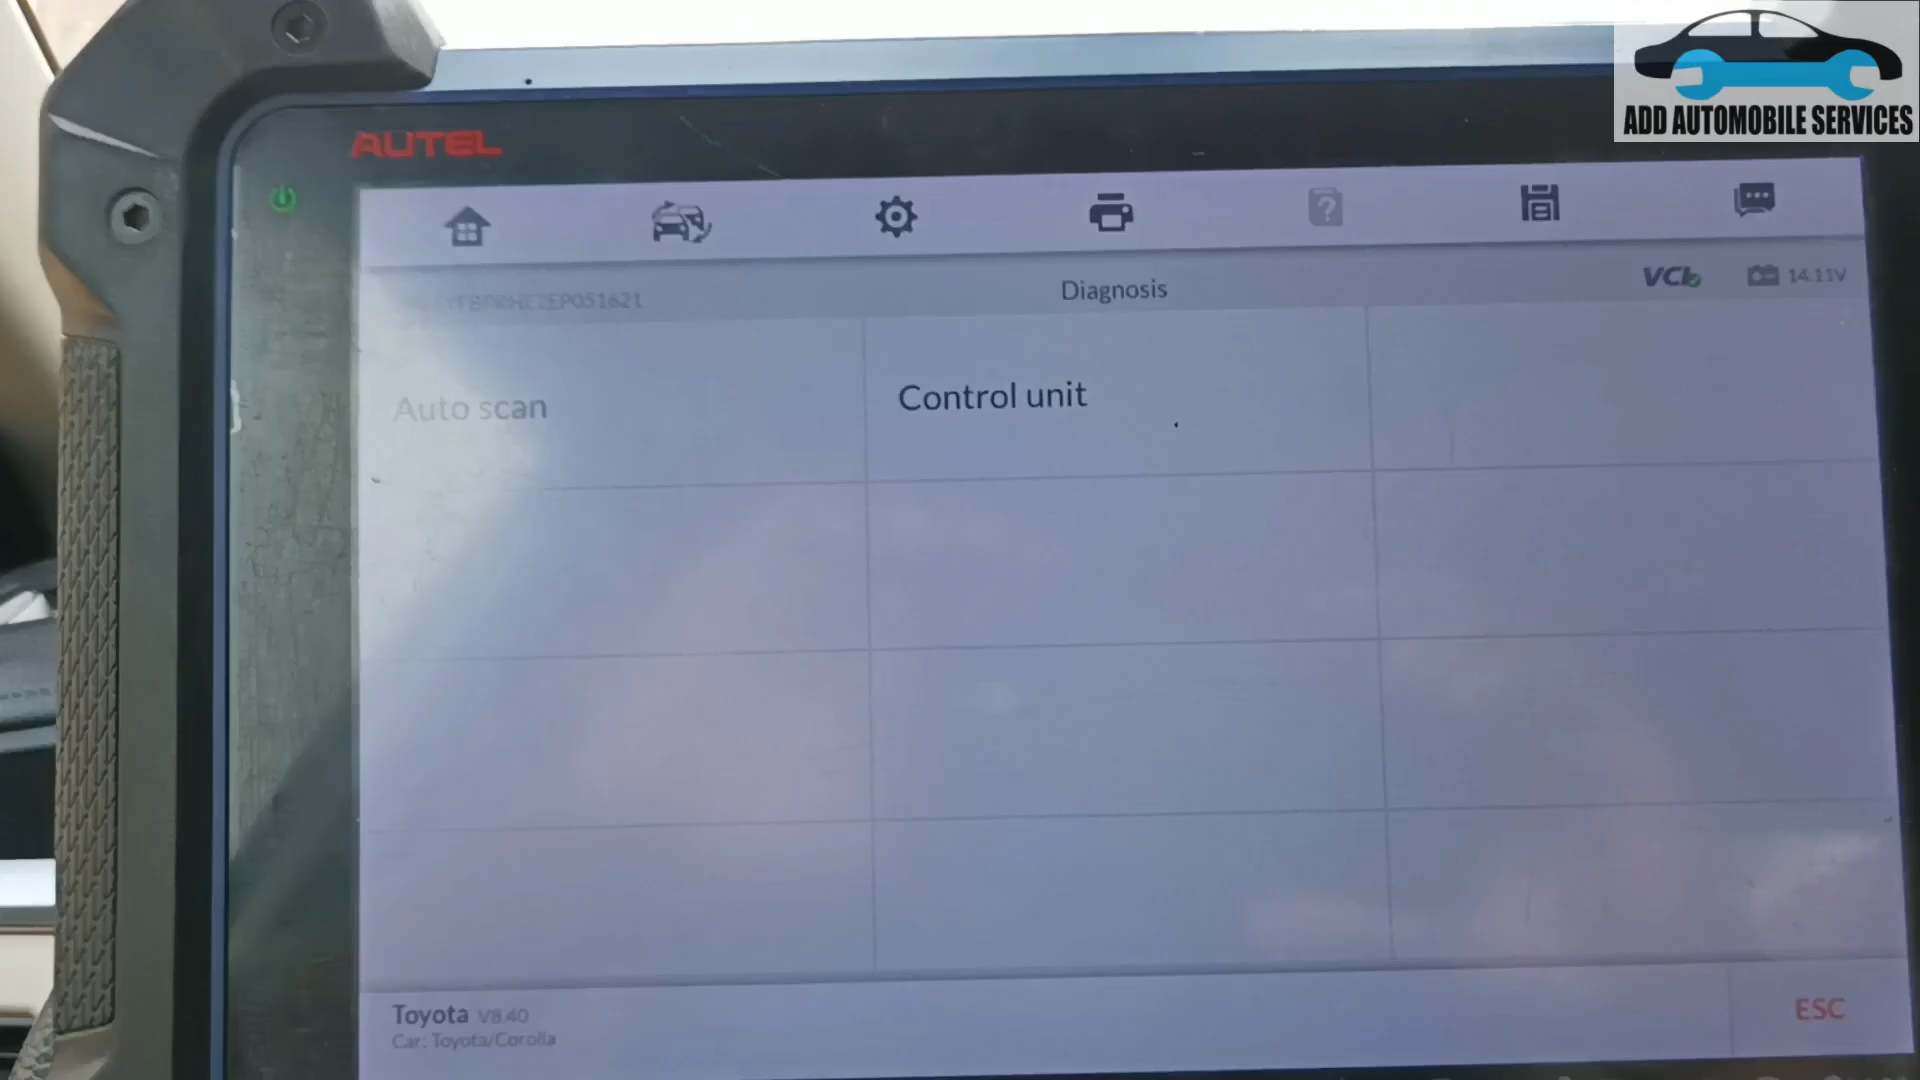 ADD AUTOMOBILE SERVICES
AUTEL
Diagnosis
VCI
14.11V
Auto scan
Control unit
Toyota V8.40
Car: Toyota/Corolla
ESC